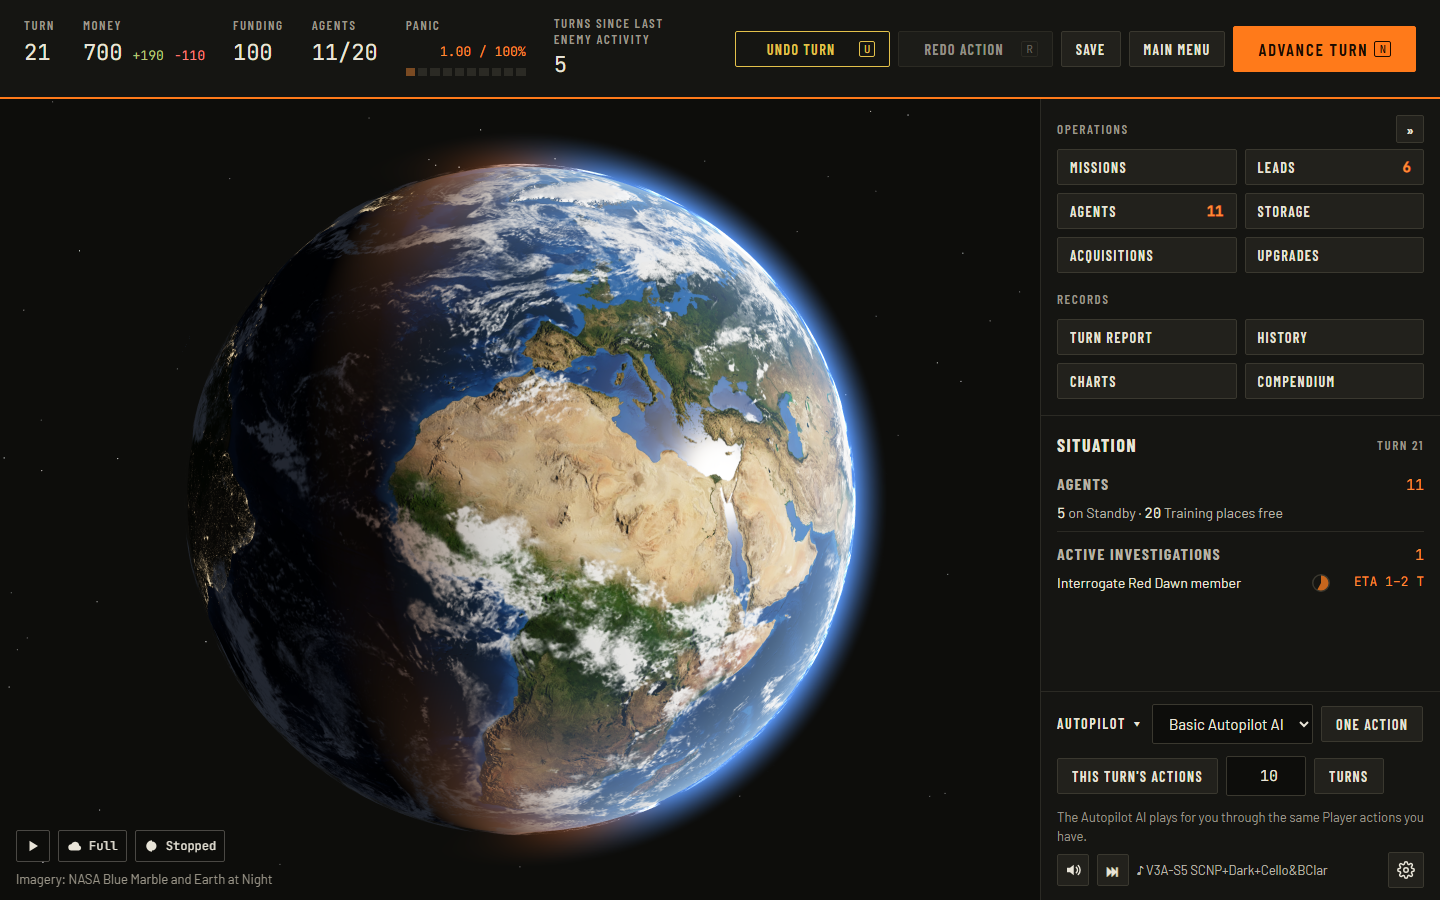 TURN
21
MONEY
700 +190 -110
FUNDING
100
AGENTS
11/20
PANIC
1.00 / 100%
TURNS SINCE LAST
ENEMY ACTIVITY
5
UNDO TURN U
REDO ACTION R
SAVE
MAIN MENU
ADVANCE TURN N
OPERATIONS »
MISSIONS
LEADS 6
AGENTS 11
STORAGE
ACQUISITIONS
UPGRADES
RECORDS
TURN REPORT
HISTORY
CHARTS
COMPENDIUM
SITUATION TURN 21
AGENTS 11
5 on Standby · 20 Training places free
ACTIVE INVESTIGATIONS 1
Interrogate Red Dawn member ETA 1–2 T
AUTOPILOT ▾ Basic Autopilot AI ONE ACTION
THIS TURN'S ACTIONS 10 TURNS
The Autopilot AI plays for you through the same Player actions you
have.
♪ V3A-S5 SCNP+Dark+Cello&BClar
Full
Stopped
Imagery: NASA Blue Marble and Earth at Night